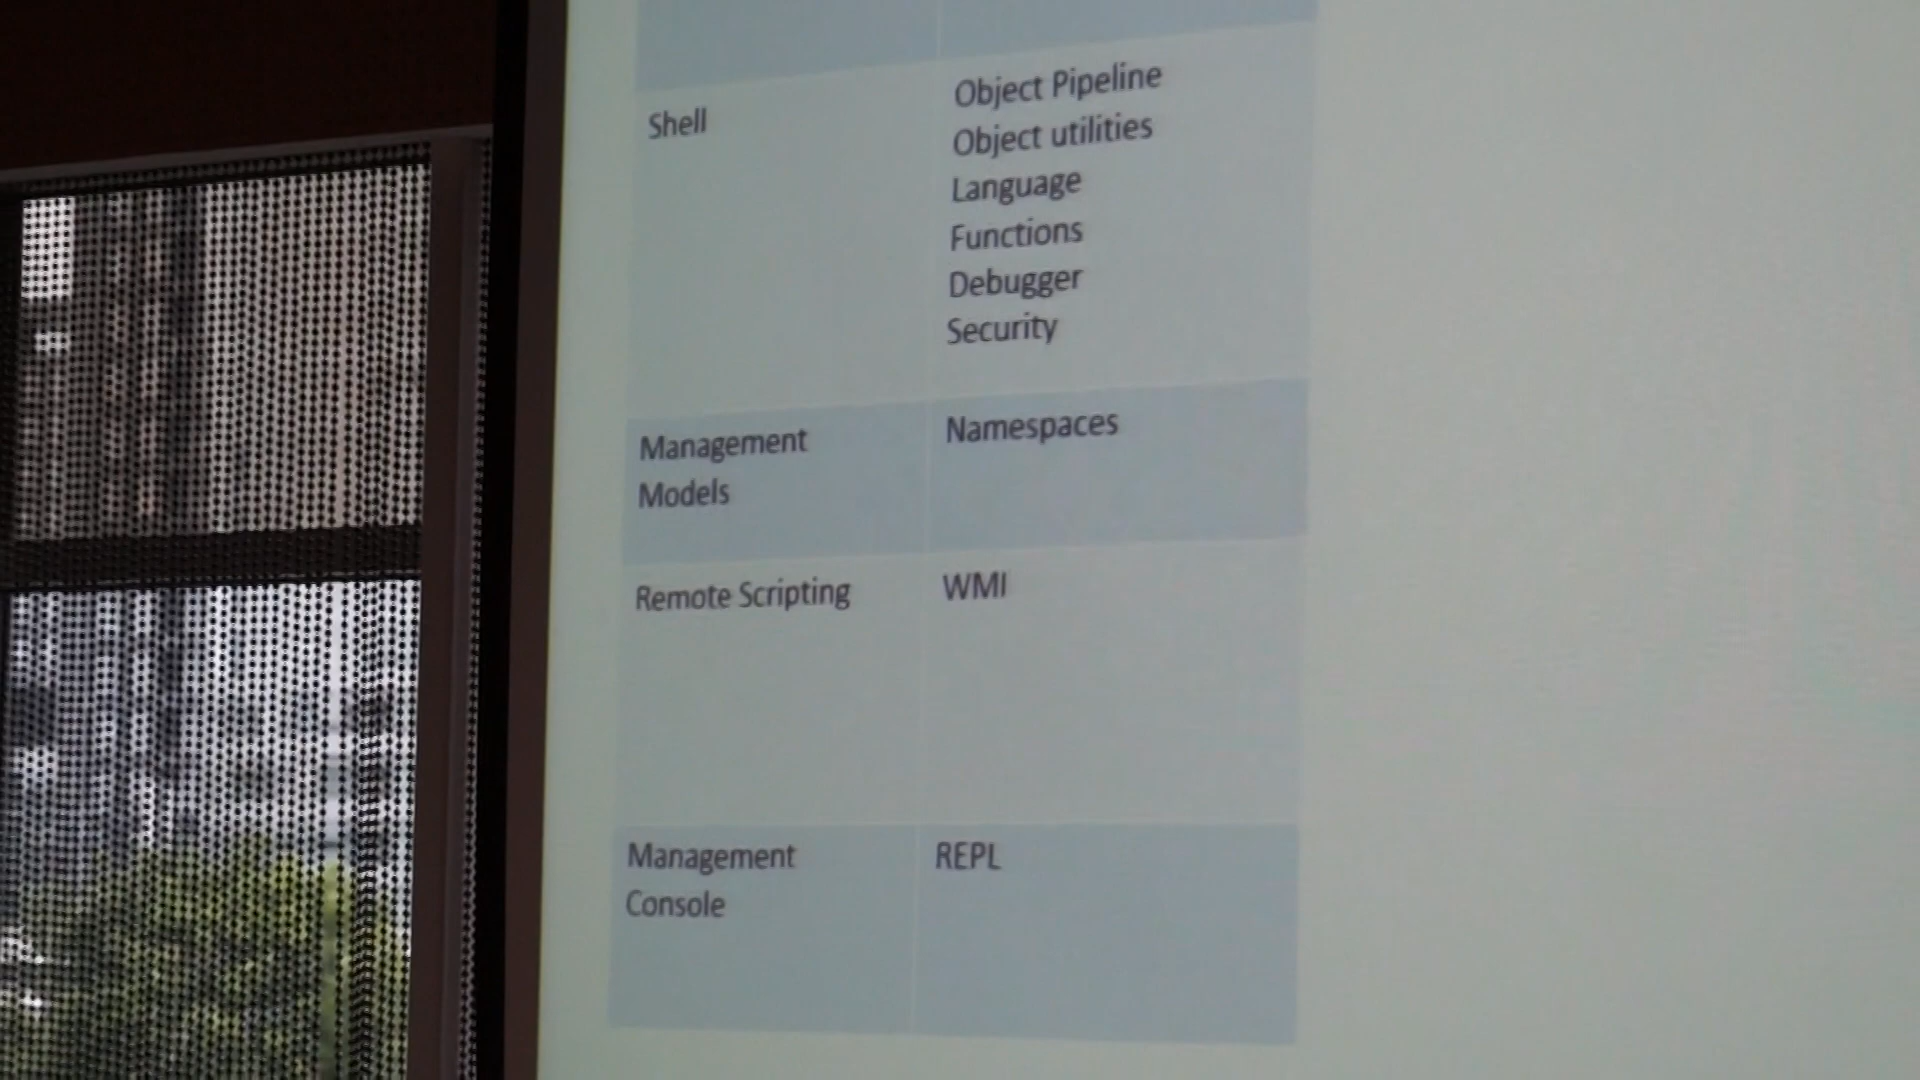 Shell
Object Pipeline
Object utilities
Language
Functions
Debugger
Security
Management
Models
Namespaces
Remote Scripting
WMI
Management
Console
REPL